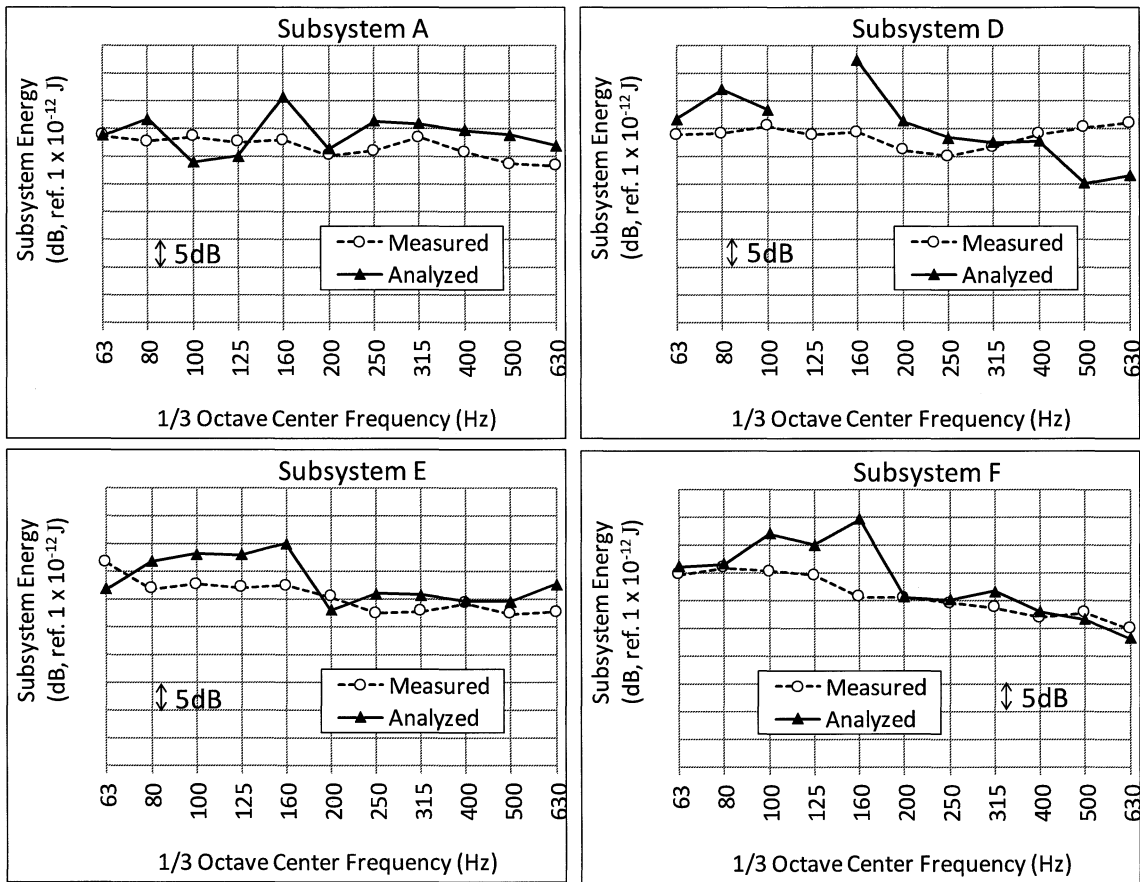 Subsystem A
Subsystem Energy
(dB, ref. 1 x 10⁻¹² J)
5dB
Measured
Analyzed
63 80 100 125 160 200 250 315 400 500 630
1/3 Octave Center Frequency (Hz)
Subsystem D
Subsystem Energy
(dB, ref. 1 x 10⁻¹² J)
5dB
Measured
Analyzed
63 80 100 125 160 200 250 315 400 500 630
1/3 Octave Center Frequency (Hz)
Subsystem E
Subsystem Energy
(dB, ref. 1 x 10⁻¹² J)
5dB
Measured
Analyzed
63 80 100 125 160 200 250 315 400 500 630
1/3 Octave Center Frequency (Hz)
Subsystem F
Subsystem Energy
(dB, ref. 1 x 10⁻¹² J)
Measured
Analyzed
5dB
63 80 100 125 160 200 250 315 400 500 630
1/3 Octave Center Frequency (Hz)